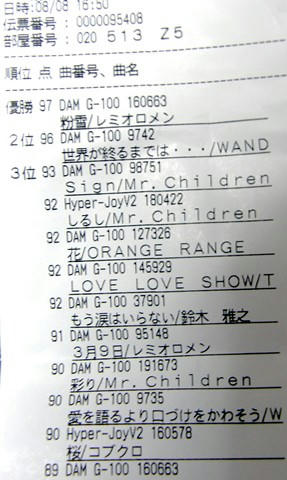 日時:08/08 16:50
伝票番号 : 0000095408
部屋番号 : 020 513 Z5
順位 点 曲番号、曲名
優勝 97 DAM G-100 160663
粉雪/レミオロメン
2位 96 DAM G-100 9742
世界が終るまでは・・・/WAND
3位 93 DAM G-100 98751
Sign/Mr.Children
92 Hyper-JoyV2 180422
しるし/Mr.Children
92 DAM G-100 127326
花/ORANGE RANGE
92 DAM G-100 145929
LOVE LOVE SHOW/T
92 DAM G-100 37901
もう涙はいらない/鈴木 雅之
91 DAM G-100 95148
3月9日/レミオロメン
90 DAM G-100 191673
彩り/Mr.Children
90 DAM G-100 9735
愛を語るより口づけをかわそう/W
90 Hyper-JoyV2 160578
桜/コブクロ
89 DAM G-100 160663